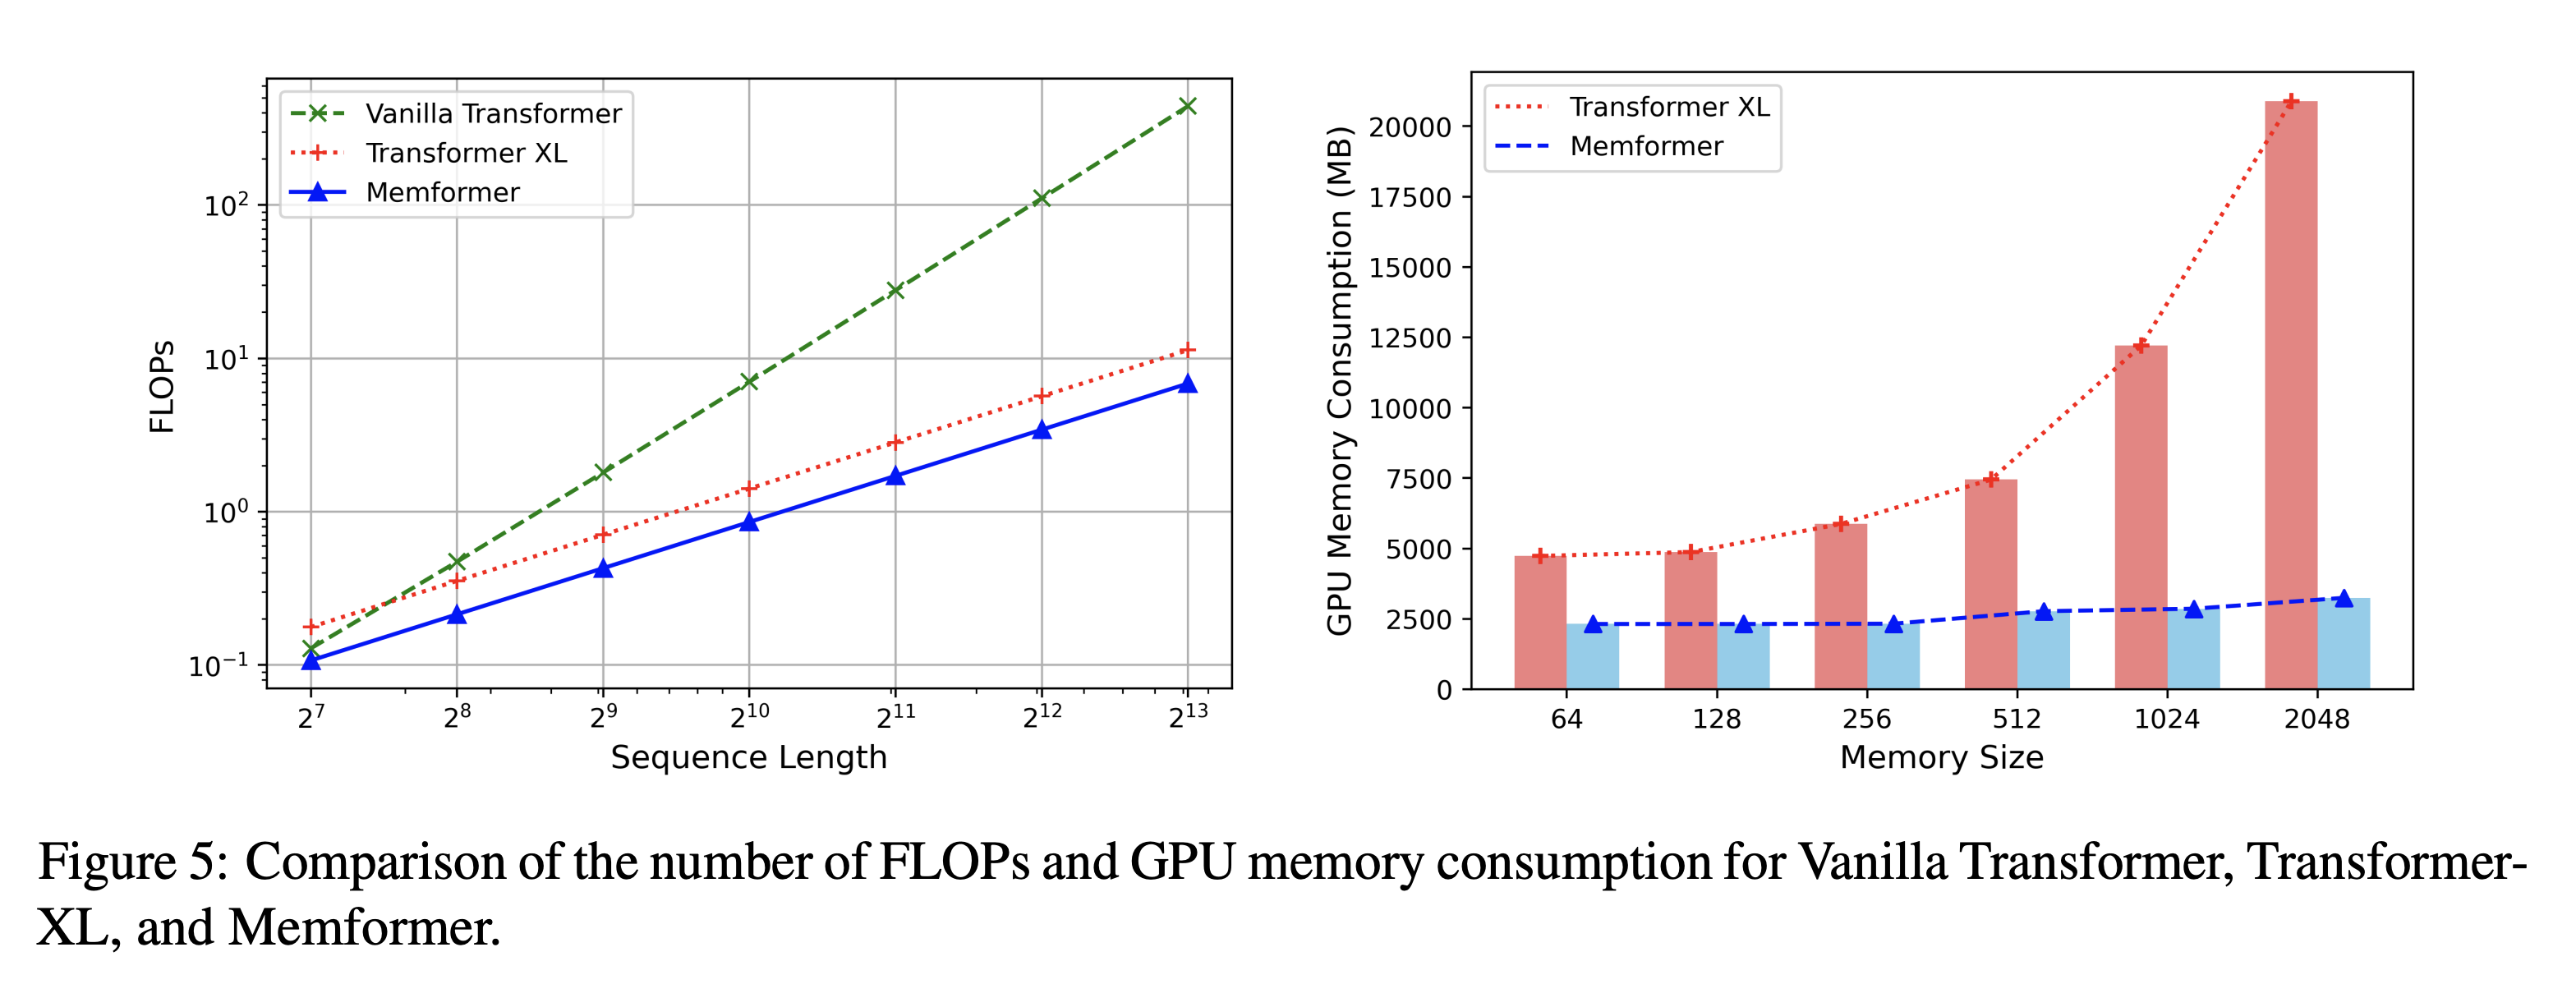 Vanilla Transformer
Transformer XL
Memformer
FLOPs
10²
10¹
10⁰
10⁻¹
2⁷ 2⁸ 2⁹ 2¹⁰ 2¹¹ 2¹² 2¹³
Sequence Length
Transformer XL
Memformer
GPU Memory Consumption (MB)
20000
17500
15000
12500
10000
7500
5000
2500
0
64 128 256 512 1024 2048
Memory Size
Figure 5: Comparison of the number of FLOPs and GPU memory consumption for Vanilla Transformer, Transformer-
XL, and Memformer.